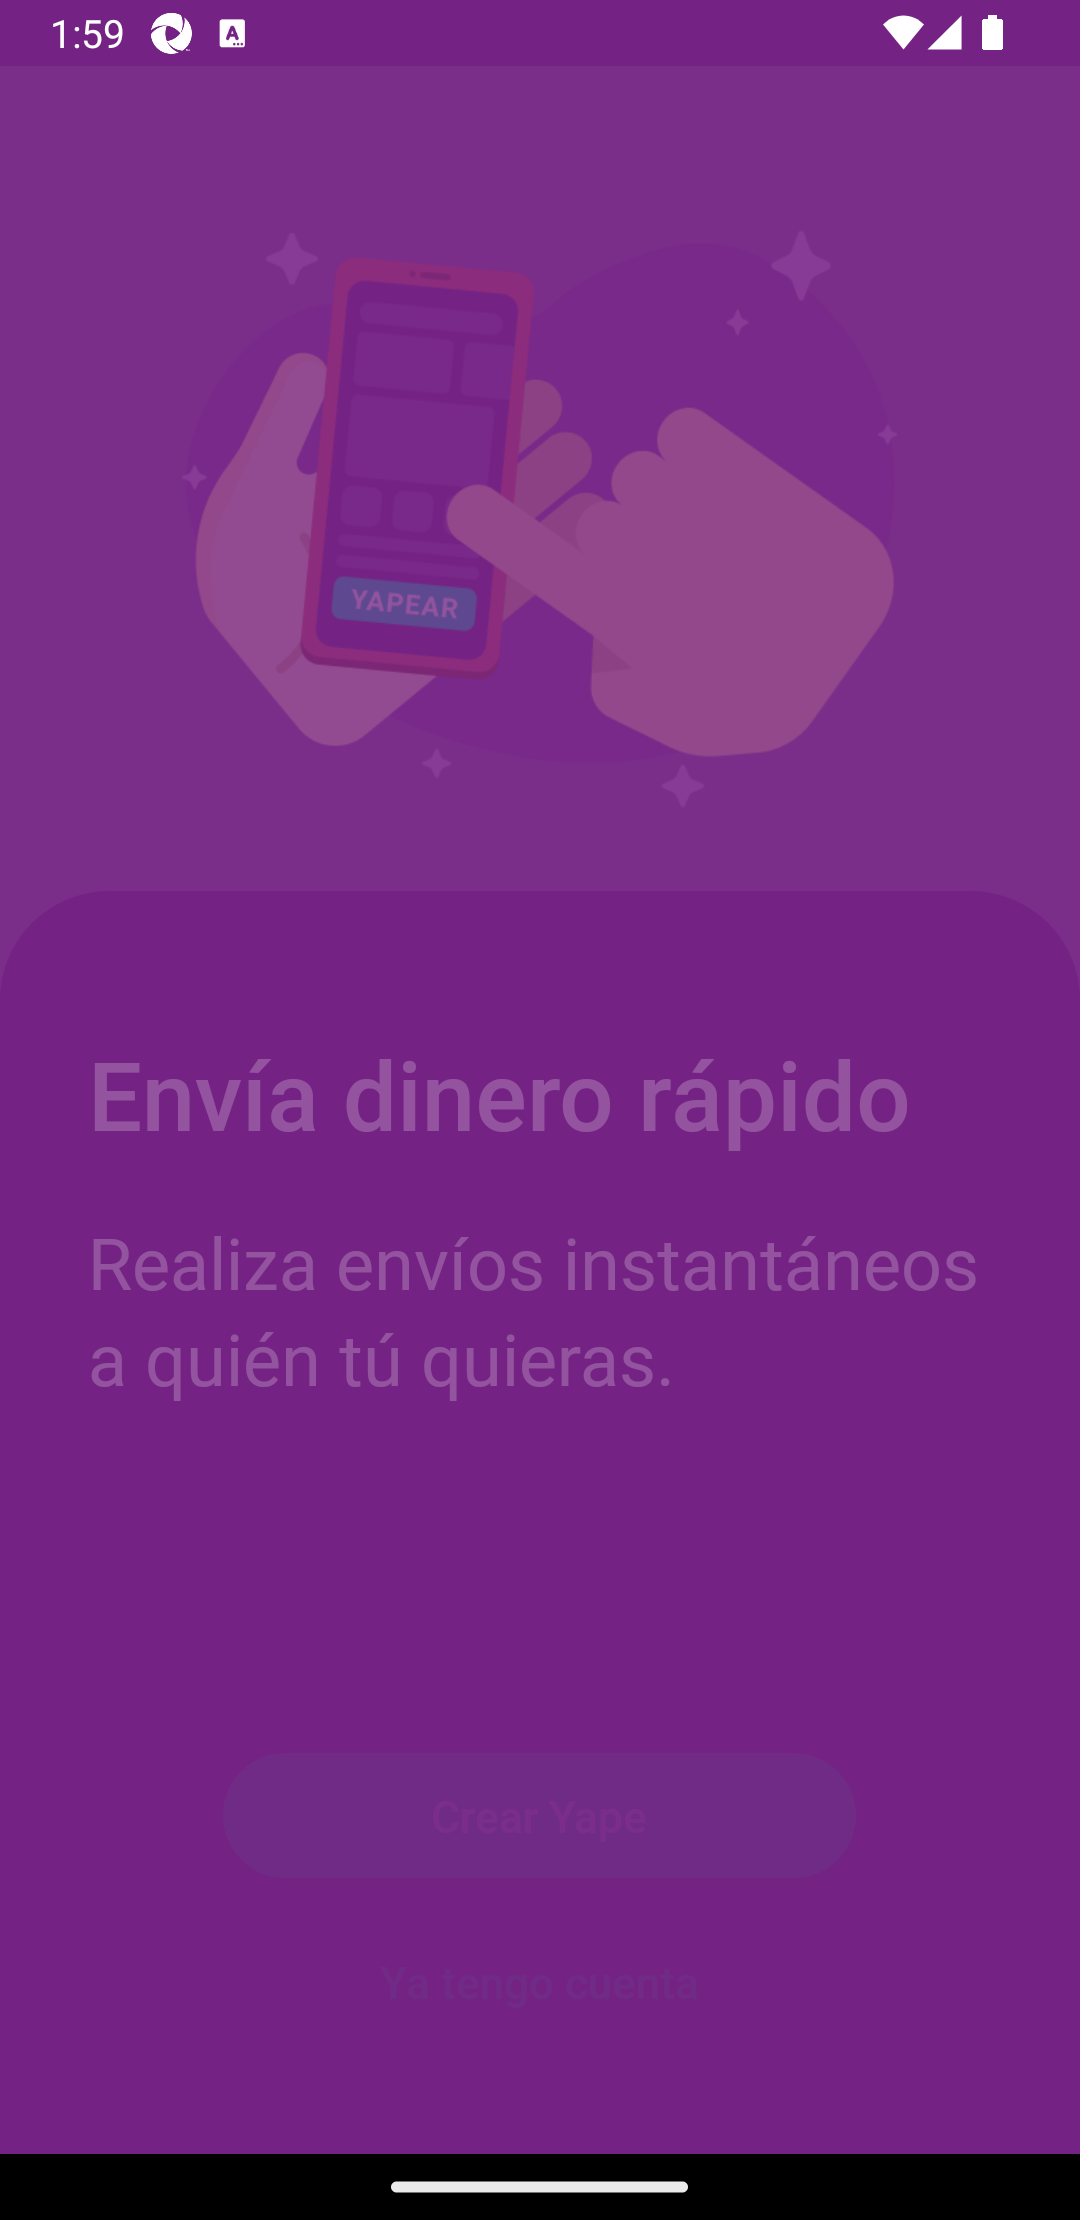 1:59
YAPEAR
Envía dinero rápido
Realiza envíos instantáneos
a quién tú quieras.
Crear Yape
Ya tengo cuenta